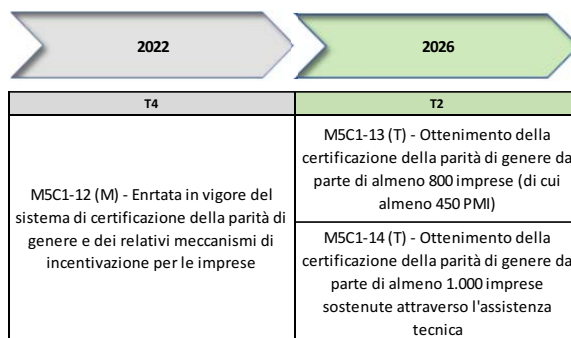 2022
2026
T4
T2
M5C1-12 (M) - Enrtata in vigore del
sistema di certificazione della parità di
genere e dei relativi meccanismi di
incentivazione per le imprese
M5C1-13 (T) - Ottenimento della
certificazione della parità di genere da
parte di almeno 800 imprese (di cui
almeno 450 PMI)
M5C1-14 (T) - Ottenimento della
certificazione della parità di genere da
parte di almeno 1.000 imprese
sostenute attraverso l'assistenza
tecnica